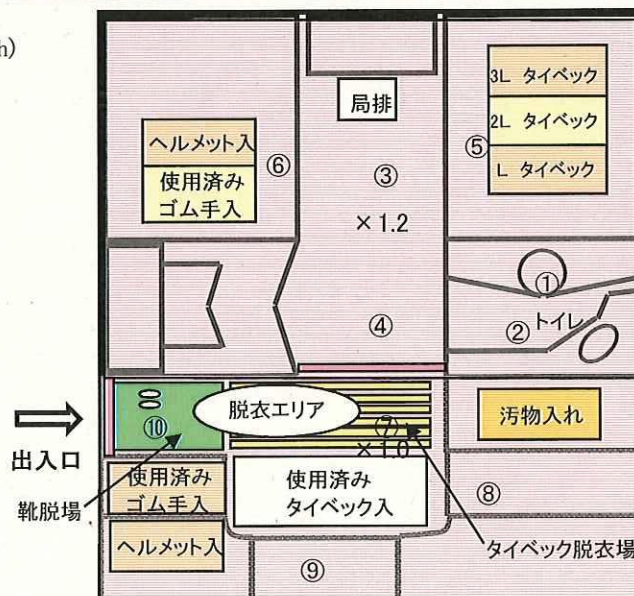 h)
局排
3L タイベック
2L タイベック
L タイベック
⑤
ヘルメット入
使用済み
ゴム手入
⑥
③
×1.2
①
②
トイレ
④
脱衣エリア
⑩
⑦
×1.0
汚物入れ
出入口
靴脱場
使用済み
ゴム手入
使用済み
タイベック入
⑧
ヘルメット入
タイベック脱衣場
⑨